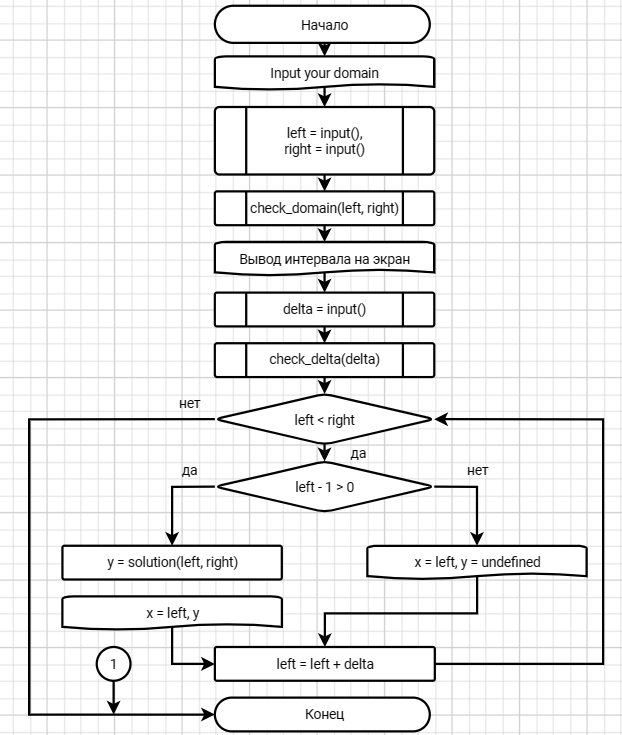 Начало
Input your domain
left = input(),
right = input()
check_domain(left, right)
Вывод интервала на экран
delta = input()
check_delta(delta)
нет
left < right
да
да
left - 1 > 0
нет
y = solution(left, right)
x = left, y = undefined
x = left, y
1
left = left + delta
Конец